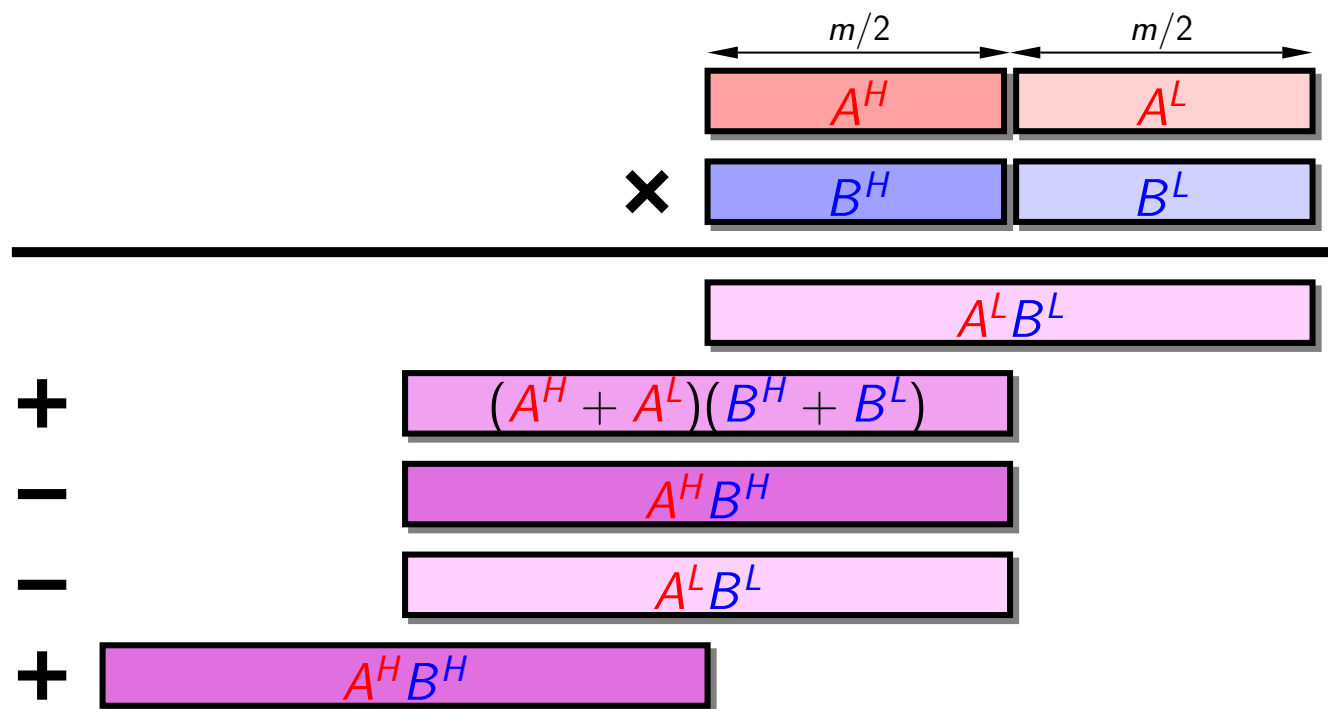 m/2 m/2
A^H A^L
× B^H B^L
A^L B^L
+ (A^H + A^L)(B^H + B^L)
− A^H B^H
− A^L B^L
+ A^H B^H